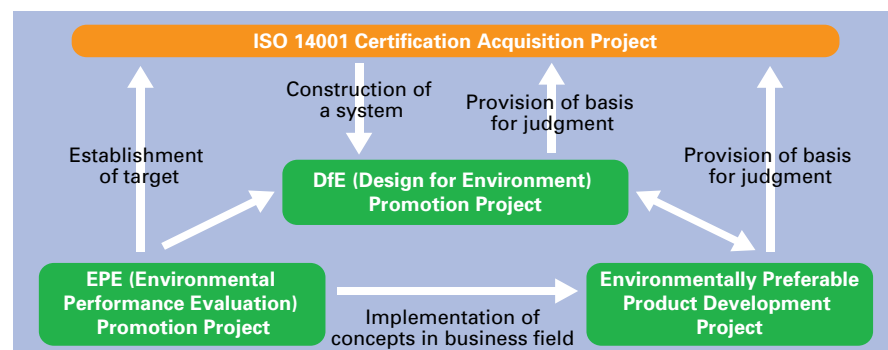 ISO 14001 Certification Acquisition Project
Construction of
a system
Provision of basis
for judgment
Establishment
of target
Provision of basis
for judgment
DfE (Design for Environment)
Promotion Project
EPE (Environmental
Performance Evaluation)
Promotion Project
Implementation of
concepts in business field
Environmentally Preferable
Product Development
Project